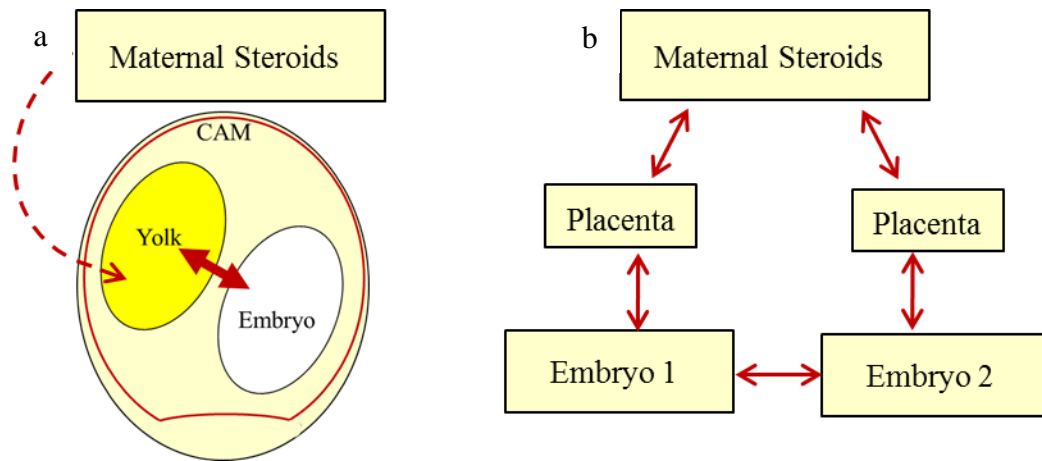 a
Maternal Steroids
CAM
Yolk
Embryo
b
Maternal Steroids
Placenta
Placenta
Embryo 1
Embryo 2